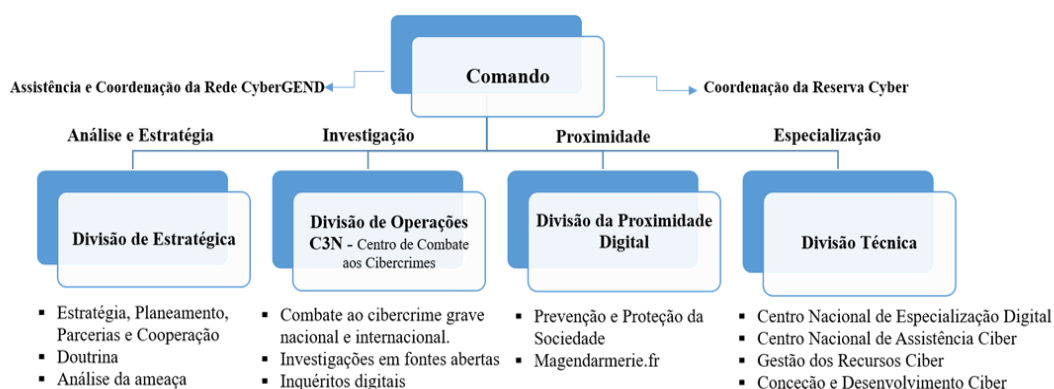 Comando
Assistência e Coordenação da Rede CyberGEND
Coordenação da Reserva Cyber
Análise e Estratégia
Investigação
Proximidade
Especialização
Divisão de Estratégica
Divisão de Operações
C3N - Centro de Combate
aos Cibercrimes
Divisão da Proximidade
Digital
Divisão Técnica
▪ Estratégia, Planeamento,
Parcerias e Cooperação
▪ Doutrina
▪ Análise da ameaça
▪ Combate ao cibercrime grave
nacional e internacional.
▪ Investigações em fontes abertas
▪ Inquéritos digitais
▪ Prevenção e Proteção da
Sociedade
▪ Magendarmerie.fr
▪ Centro Nacional de Especialização Digital
▪ Centro Nacional de Assistência Ciber
▪ Gestão dos Recursos Ciber
▪ Conceção e Desenvolvimento Ciber